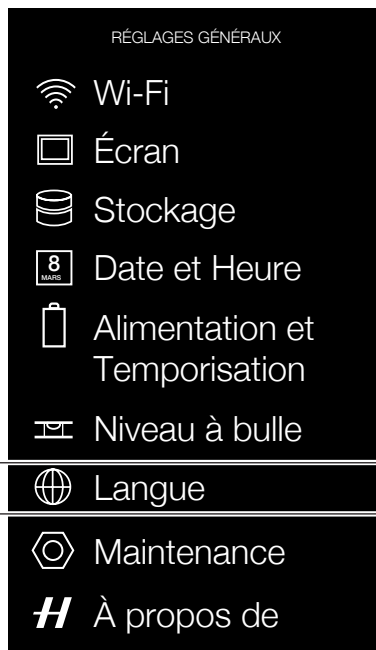 RÉGLAGES GÉNÉRAUX
Wi-Fi
Écran
Stockage
8
MARS
Date et Heure
Alimentation et
Temporisation
Niveau à bulle
Langue
Maintenance
H
À propos de